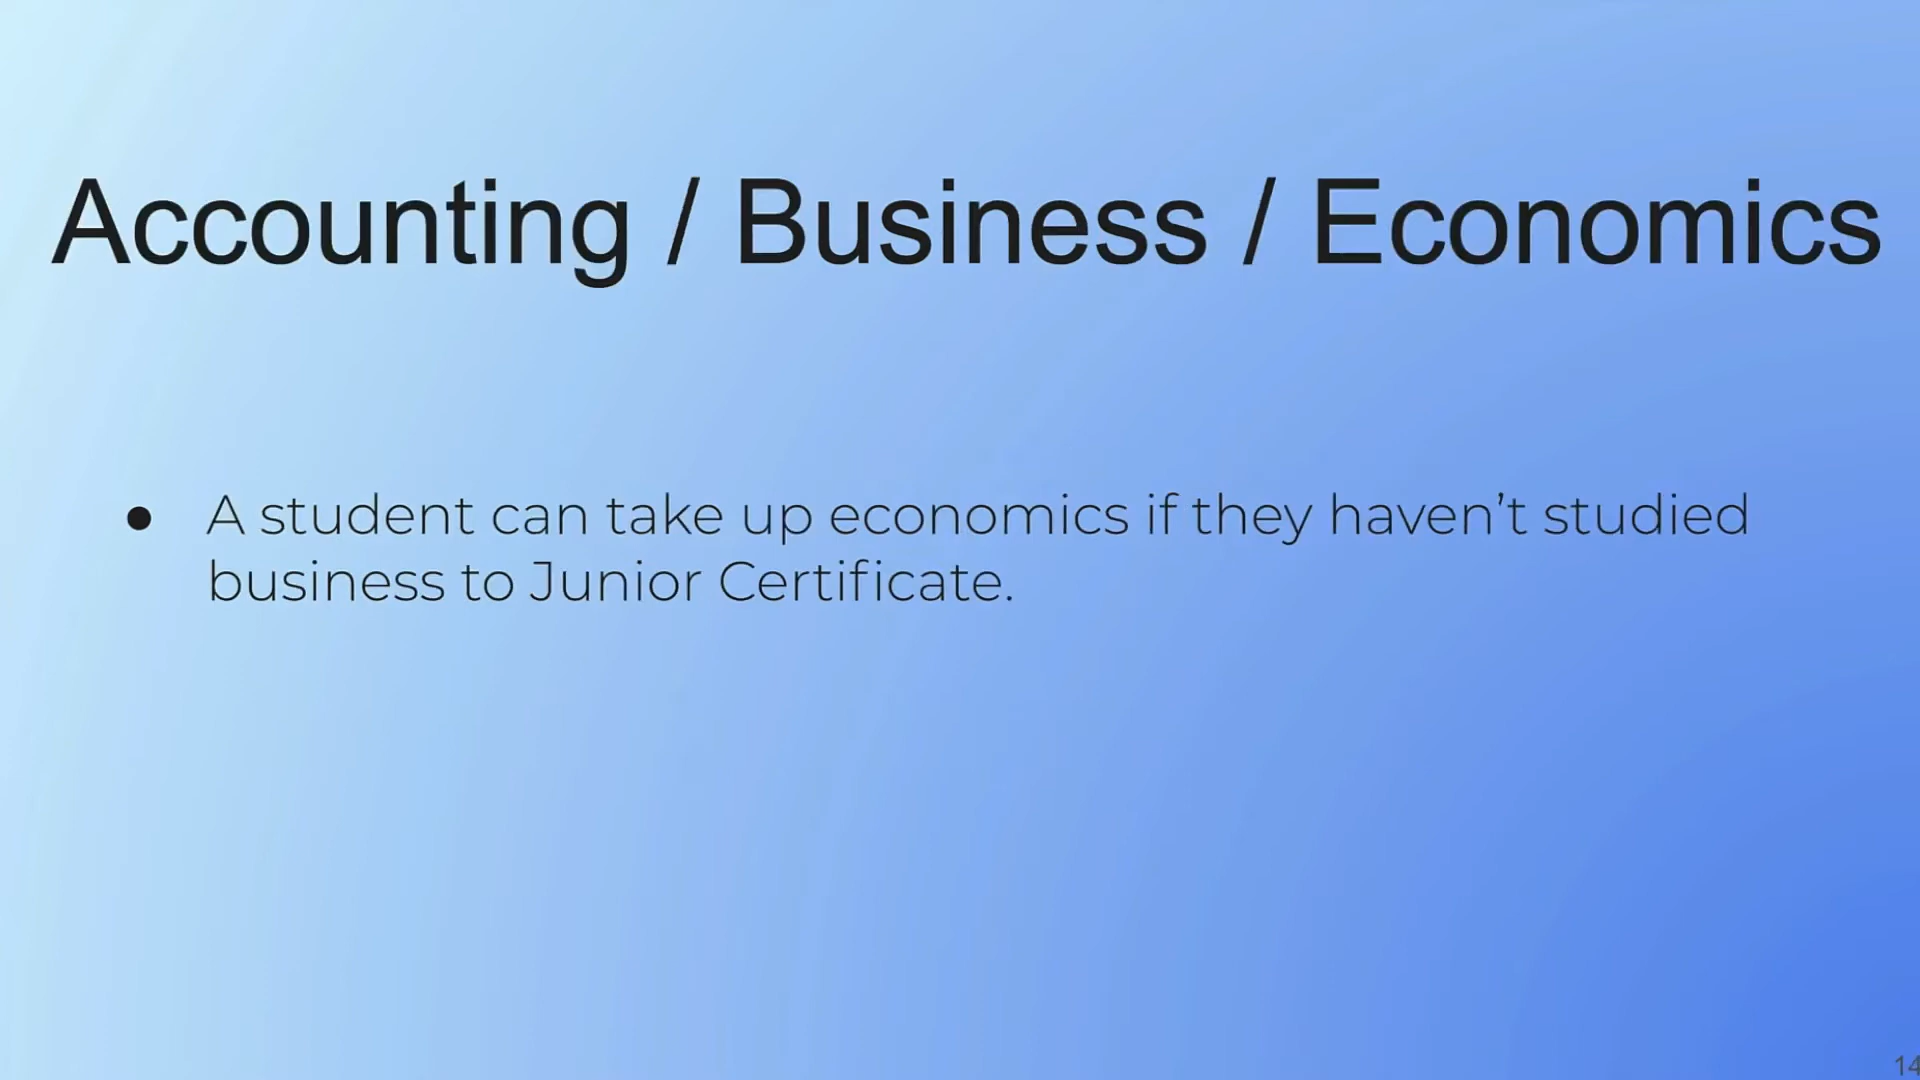 Accounting / Business / Economics
● A student can take up economics if they haven’t studied
business to Junior Certificate.
14